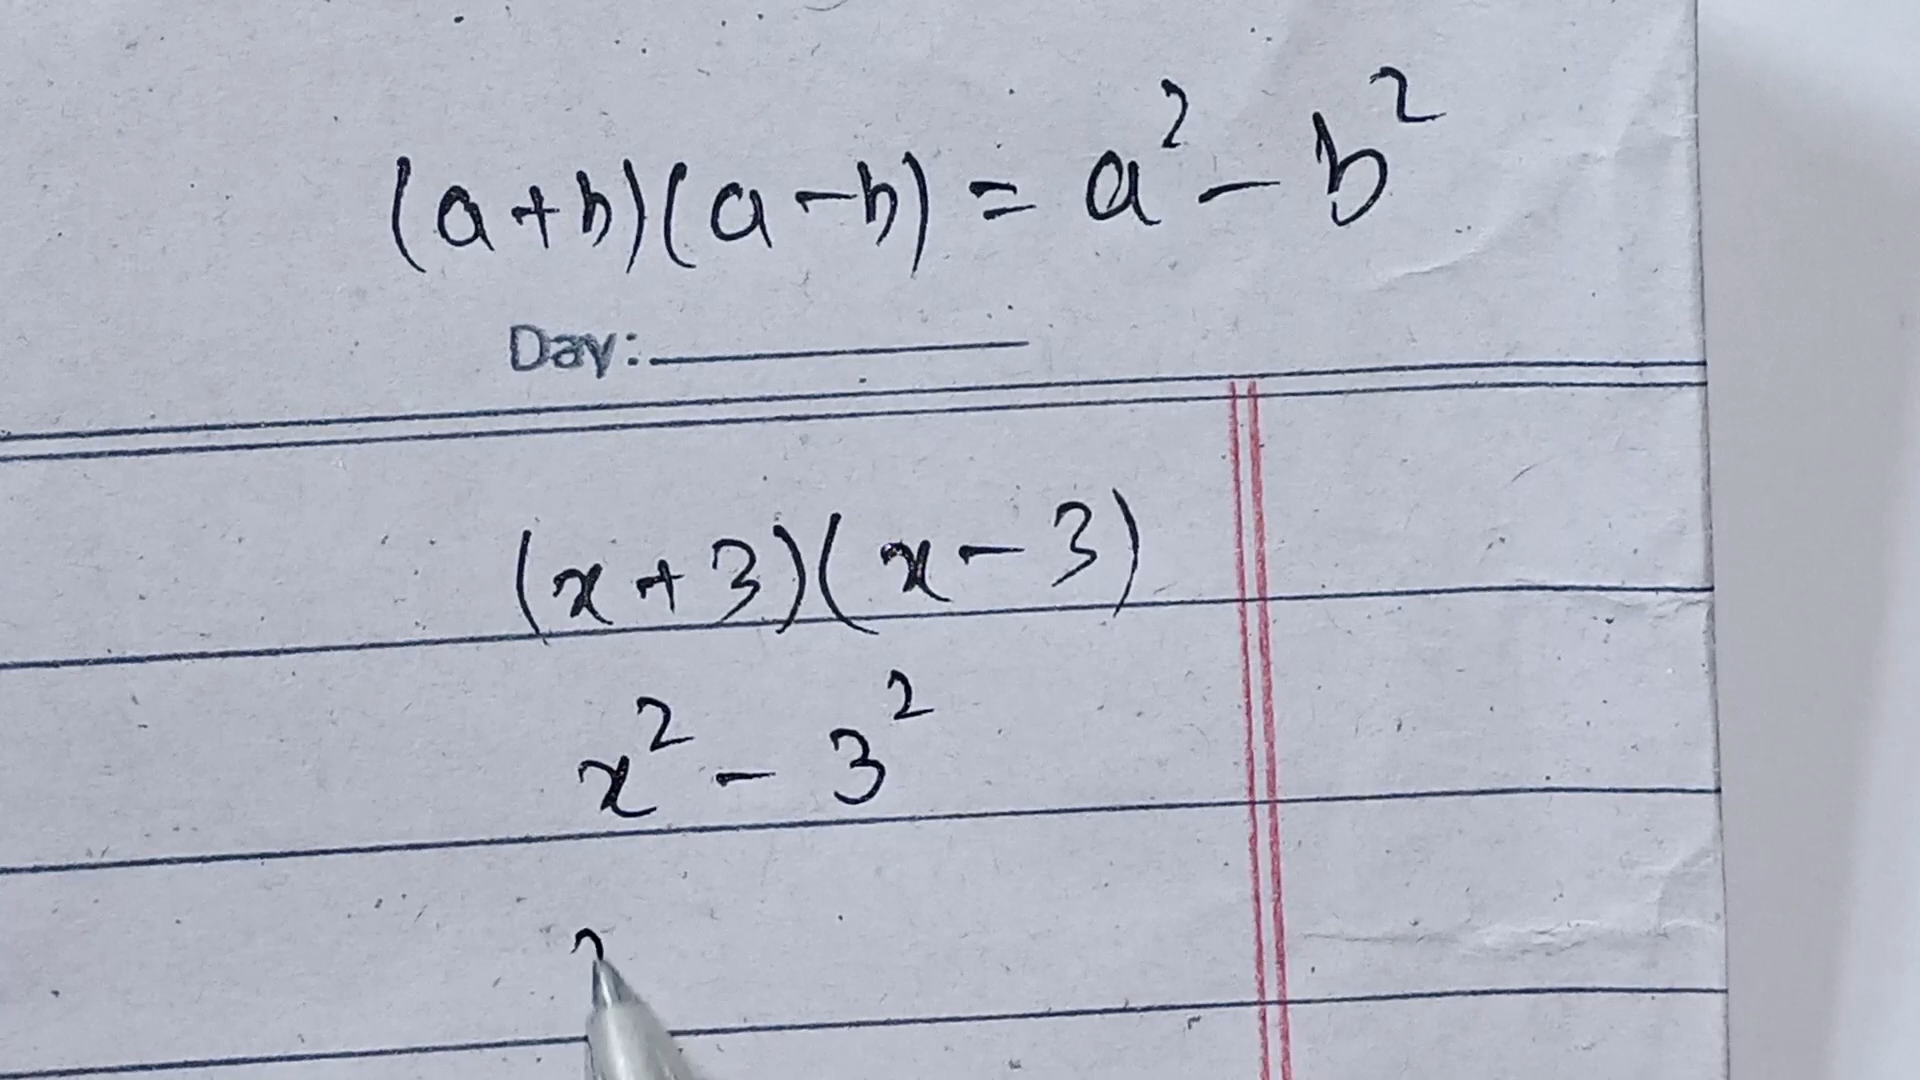 (a+b)(a-b) = a² - b²
Day:
(x+3)(x-3)
x² - 3²